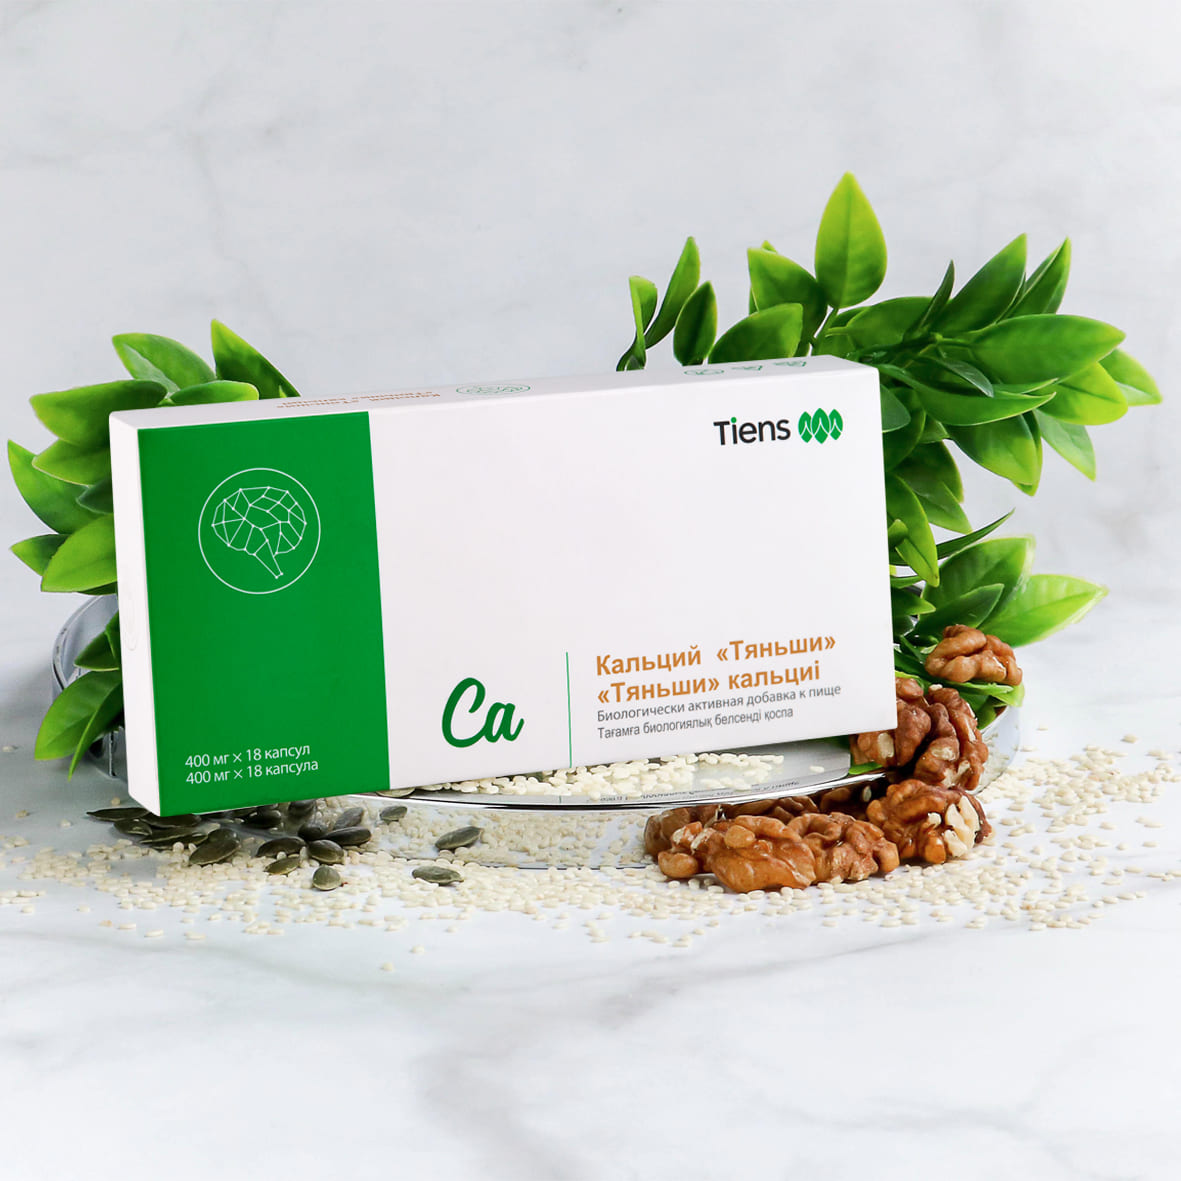 Tiens
Кальций «Тяньши»
«Тяньши» кальциі
Биологически активная добавка к пище
Тағамға биологиялық белсенді қоспа
Ca
400 мг × 18 капсул
400 мг × 18 капсула